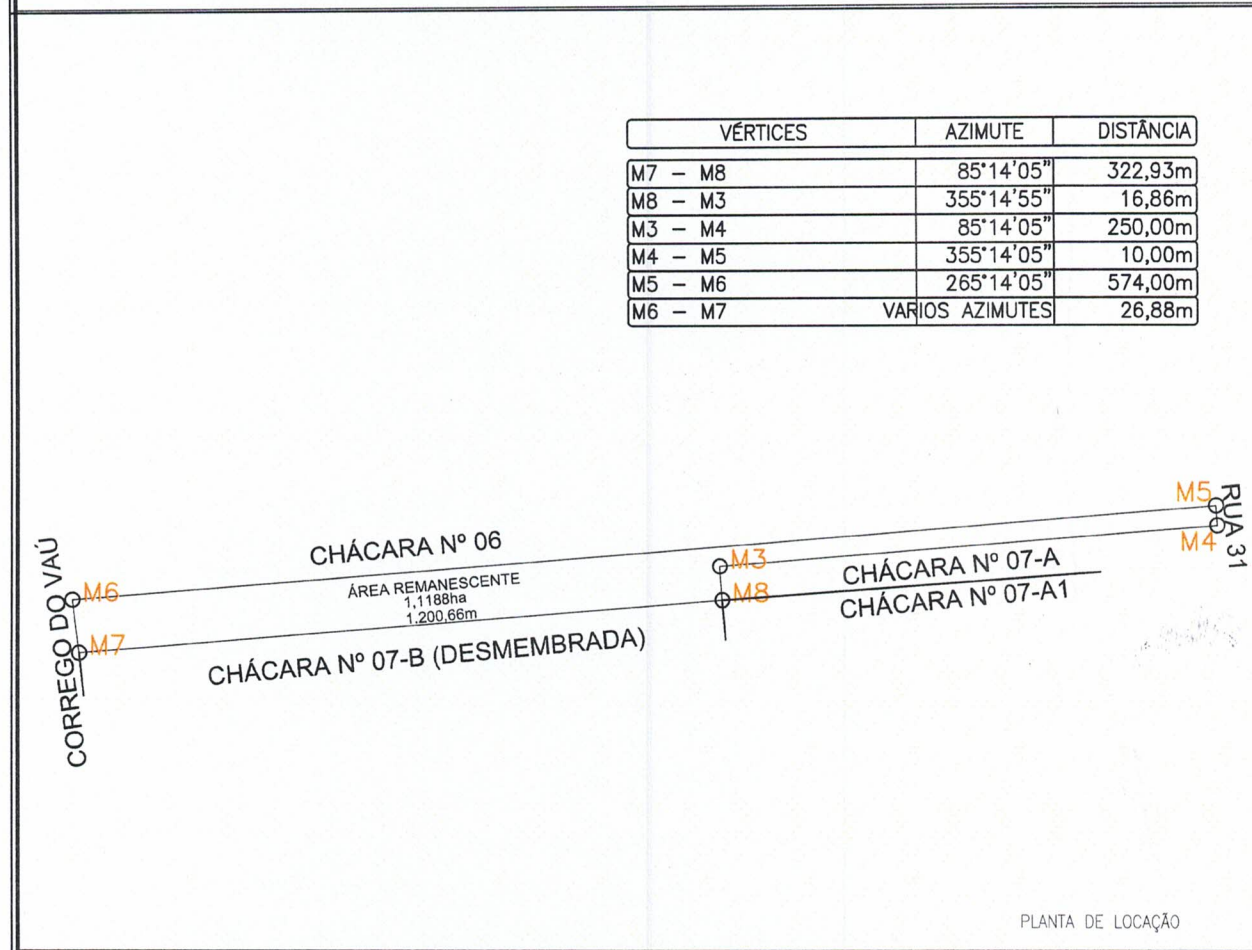 VÉRTICES AZIMUTE DISTÂNCIA
M7 – M8 85°14'05" 322,93m
M8 – M3 355°14'55" 16,86m
M3 – M4 85°14'05" 250,00m
M4 – M5 355°14'05" 10,00m
M5 – M6 265°14'05" 574,00m
M6 – M7 VARIOS AZIMUTES 26,88m
M5
RUA 31
M4
CHÁCARA Nº 06
M3
CHÁCARA Nº 07-A
M6
ÁREA REMANESCENTE
1,1188ha
1.200,66m
M8
CHÁCARA Nº 07-A1
M7
CHÁCARA Nº 07-B (DESMEMBRADA)
CORREGO DO VAÚ
PLANTA DE LOCAÇÃO